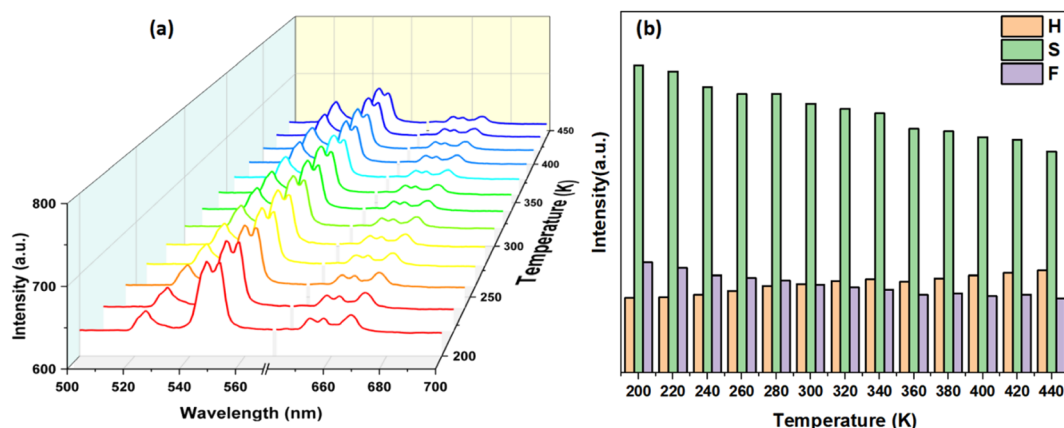 (a)
800
700
600
Intensity (a.u.)
500 520 540 560 660 680 700
Wavelength (nm)
450
400
350
300
250
200
Temperature (K)
(b)
H
S
F
Intensity(a.u.)
200 220 240 260 280 300 320 340 360 380 400 420 440
Temperature (K)